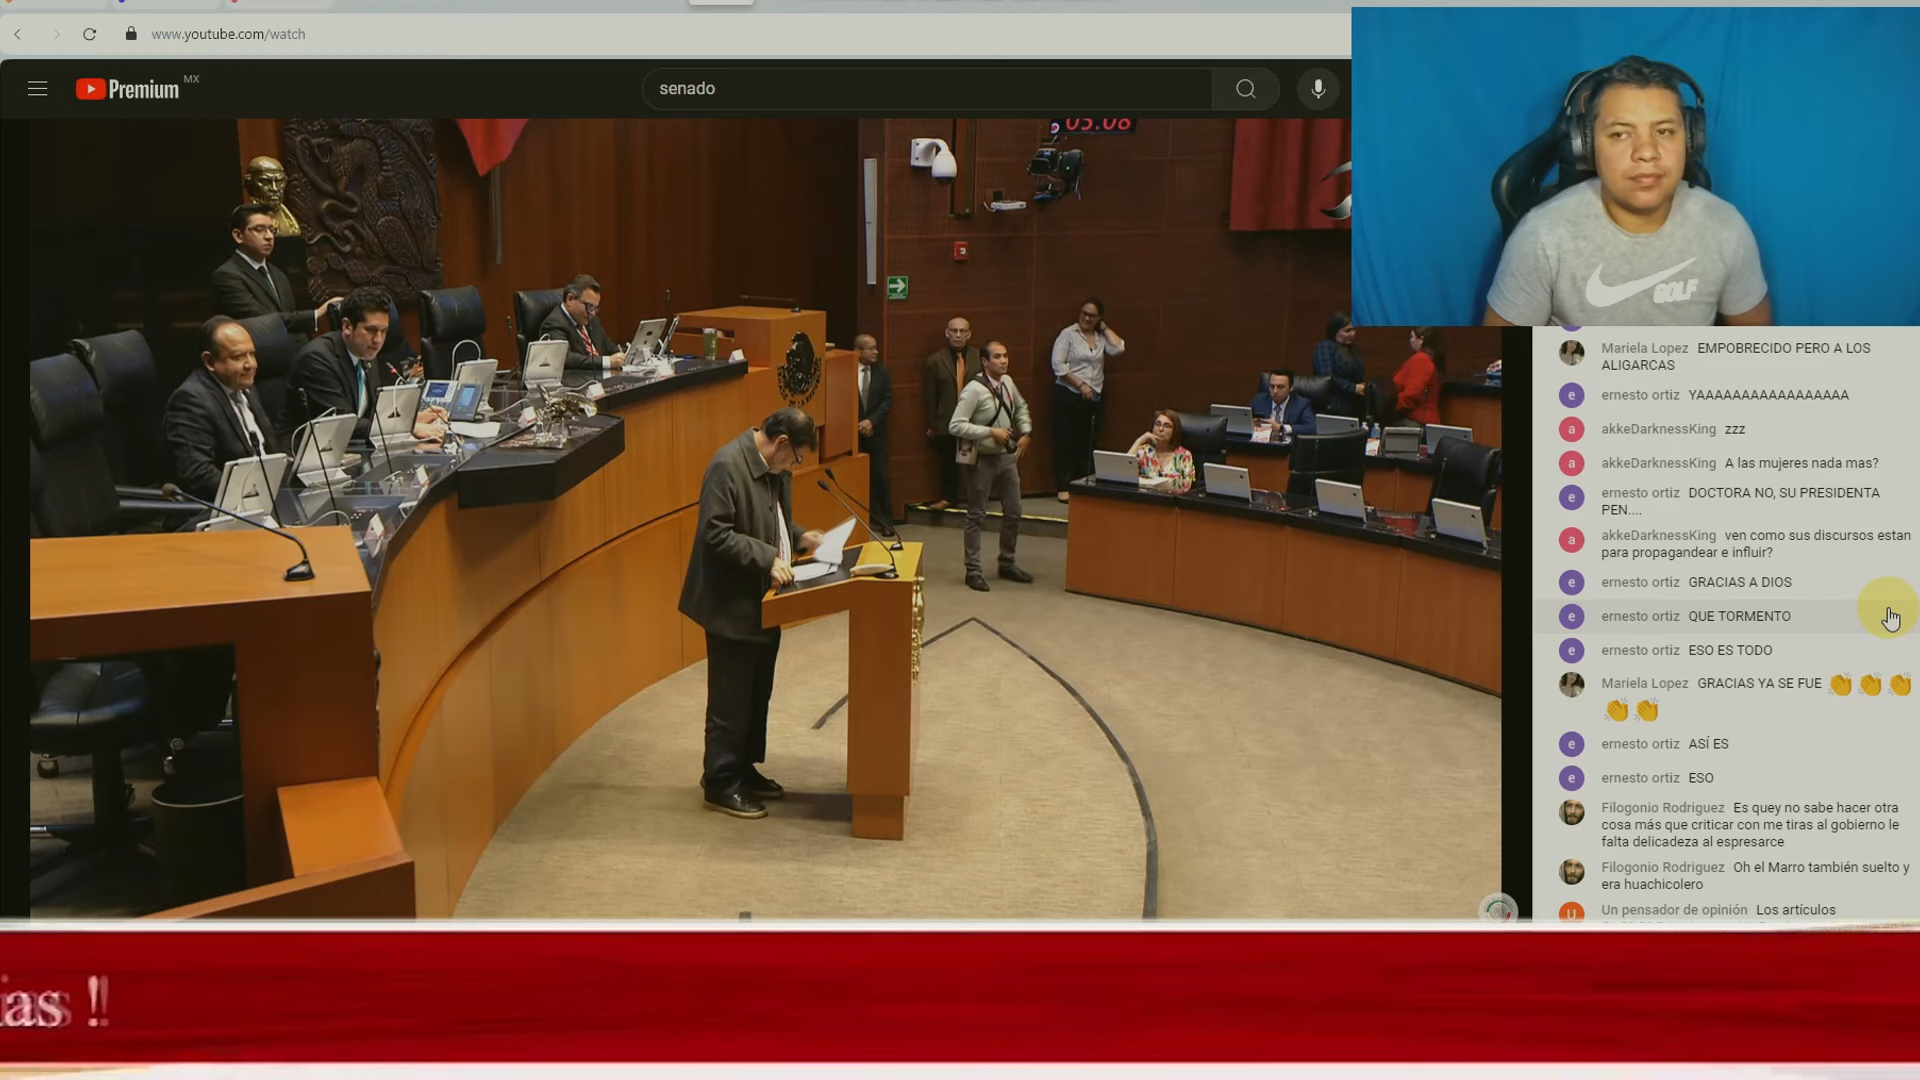 www.youtube.com/watch
Premium MX
senado
05:08
GOLF
Mariela Lopez EMPOBRECIDO PERO A LOS
ALIGARCAS
ernesto ortiz YAAAAAAAAAAAAAAAAA
akkeDarknessKing zzz
akkeDarknessKing A las mujeres nada mas?
ernesto ortiz DOCTORA NO, SU PRESIDENTA
PEN....
akkeDarknessKing ven como sus discursos estan
para propagandear e influir?
ernesto ortiz GRACIAS A DIOS
ernesto ortiz QUE TORMENTO
ernesto ortiz ESO ES TODO
Mariela Lopez GRACIAS YA SE FUE 👏👏👏
👏👏
ernesto ortiz ASÍ ES
ernesto ortiz ESO
Filogonio Rodriguez Es quey no sabe hacer otra
cosa más que criticar con me tiras al gobierno le
falta delicadeza al espresarce
Filogonio Rodriguez Oh el Marro también suelto y
era huachicolero
Un pensador de opinión Los artículos
ias !!